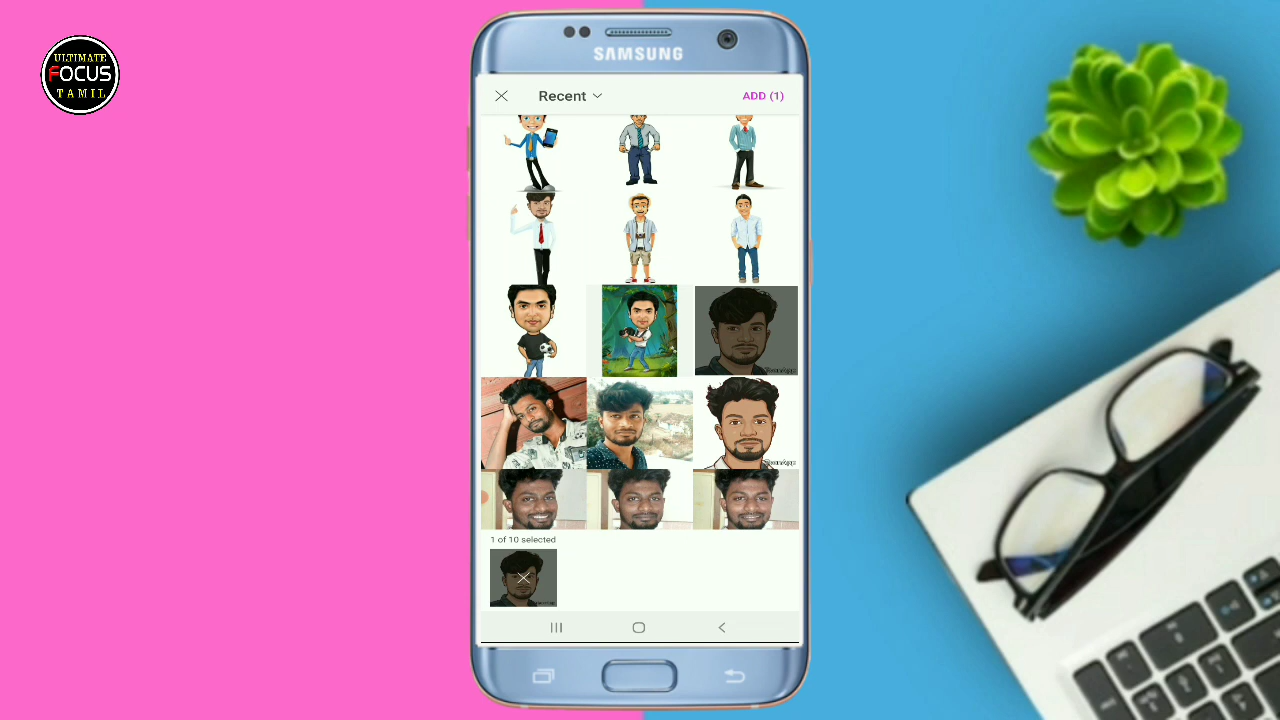 ULTIMATE
FOCUS
TAMIL
SAMSUNG
Recent
ADD (1)
1 of 10 selected